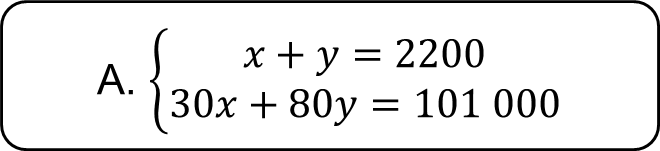 A. { x + y = 2200
30x + 80y = 101 000